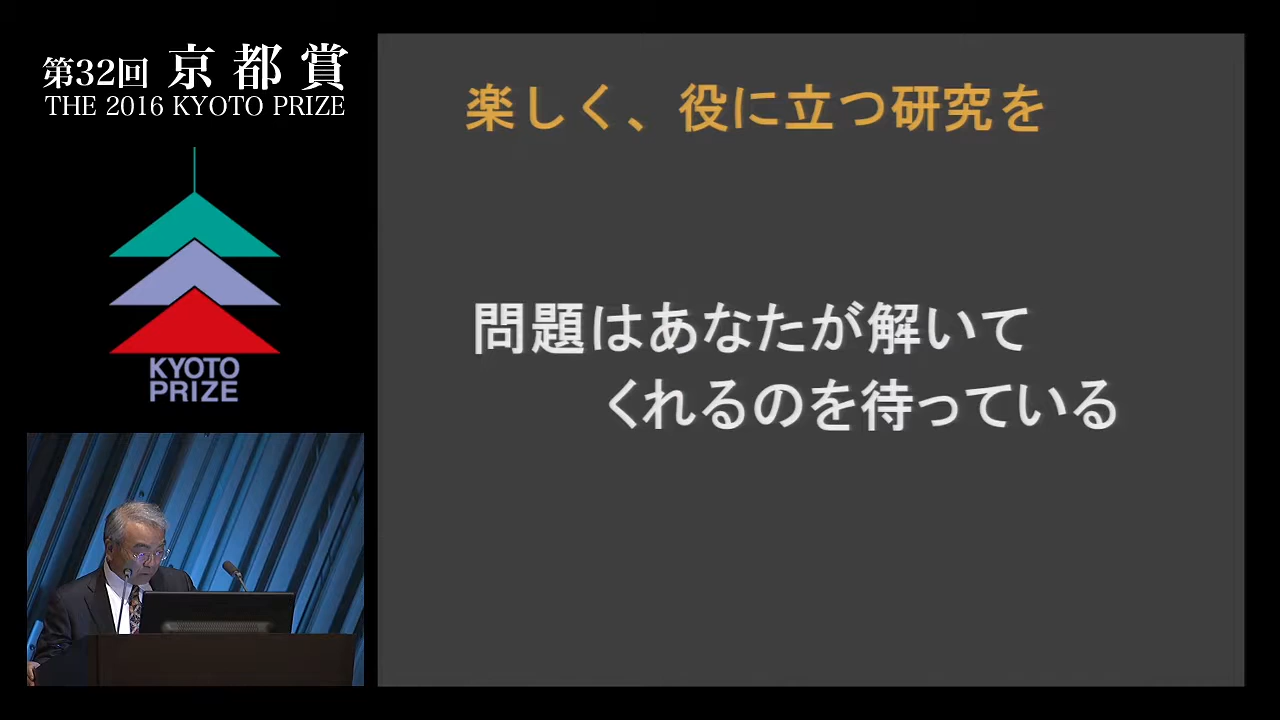 第32回 京都賞
THE 2016 KYOTO PRIZE
KYOTO
PRIZE
楽しく、役に立つ研究を
問題はあなたが解いて
くれるのを待っている